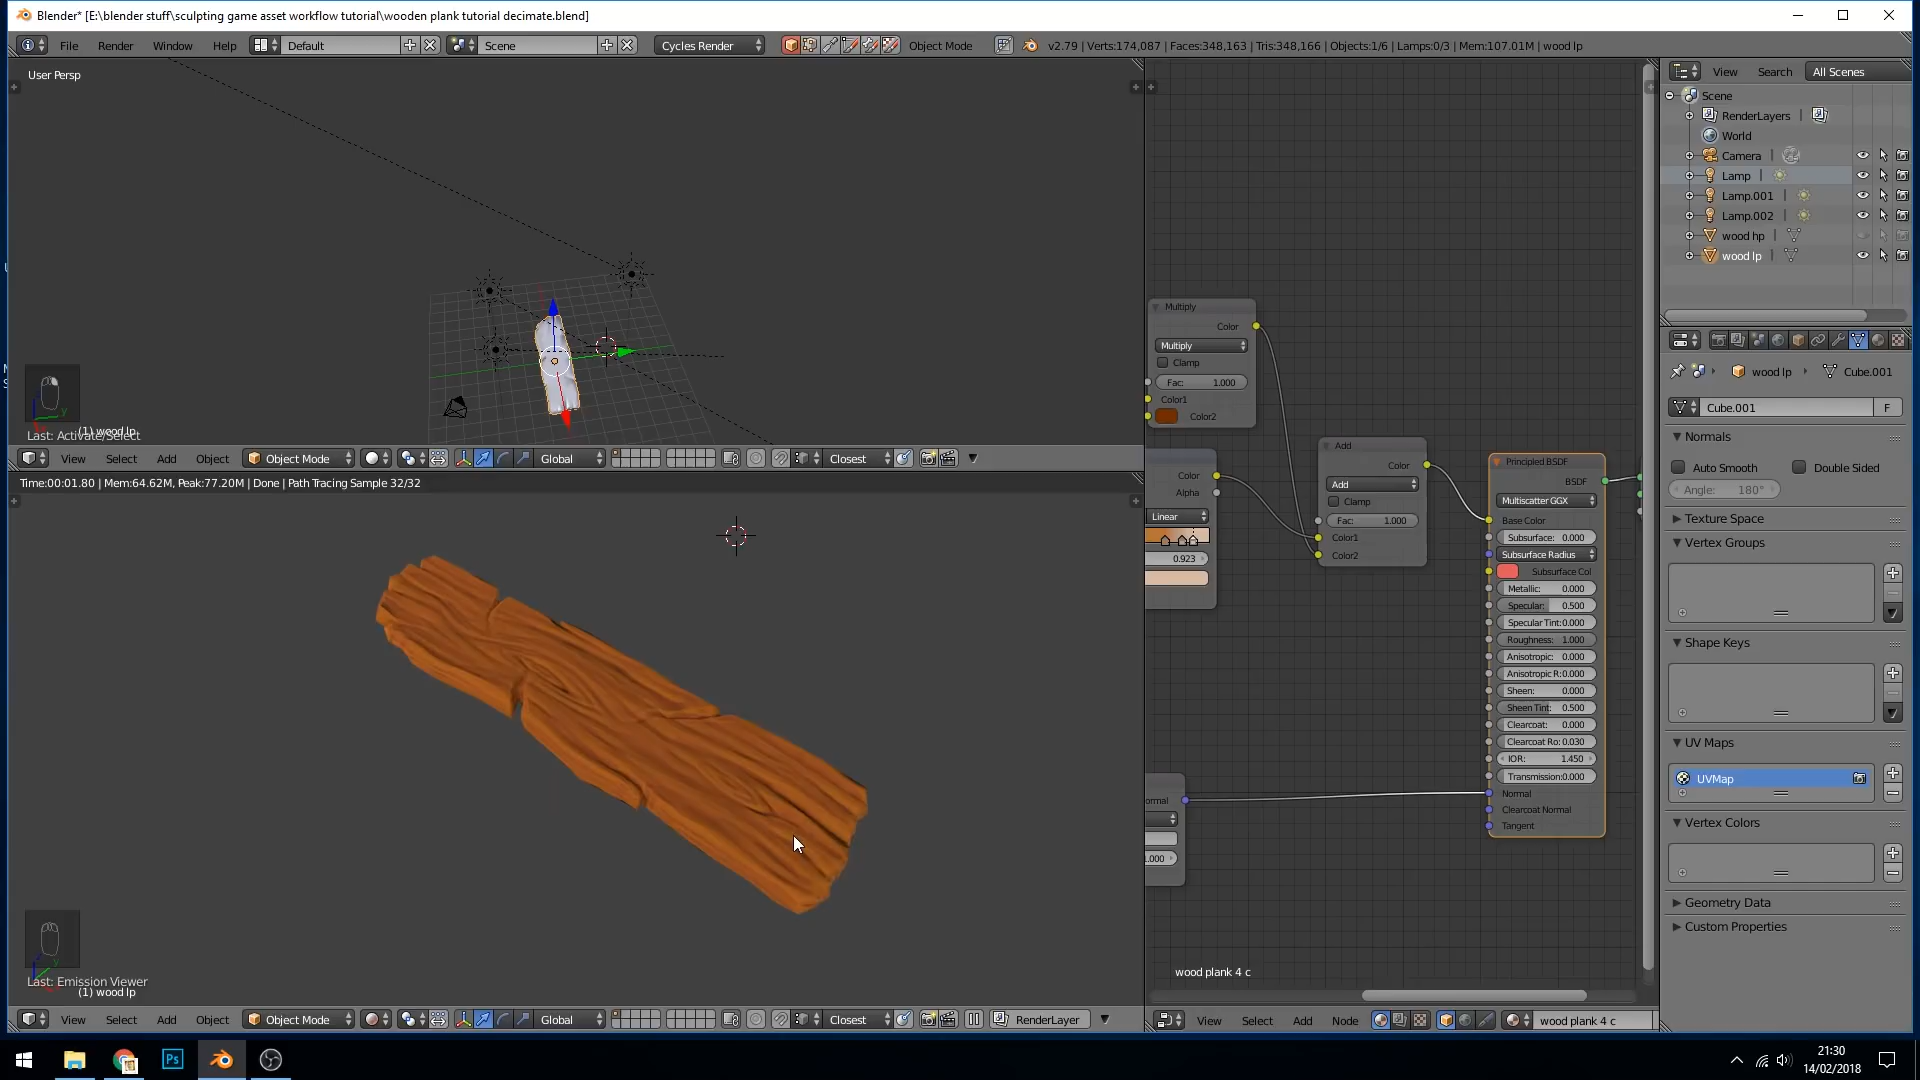 Blender* [E:\blender stuff\sculpting game asset workflow tutorial\wooden plank tutorial decimate.blend]
File Render Window Help Default Scene Cycles Render Object Mode v2.79 | Verts:174,087 | Faces:348,163 | Tris:348,166 | Objects:1/6 | Lamps:0/3 | Mem:107.01M | wood lp
User Persp
Last: Activate/Select
(1) wood lp
View Select Add Object Object Mode Global Closest
Time:00:01.80 | Mem:64.62M, Peak:77.20M | Done | Path Tracing Sample 32/32
Last: Emission Viewer
(1) wood lp
View Select Add Object Object Mode Global Closest RenderLayer
Multiply
Color
Multiply
Clamp
Fac: 1.000
Color1
Color2
Color
Alpha
Linear
0.923
Add
Color
Add
Clamp
Fac: 1.000
Color1
Color2
Principled BSDF
BSDF
Multiscatter GGX
Base Color
Subsurface: 0.000
Subsurface Radius
Subsurface Col
Metallic: 0.000
Specular: 0.500
Specular Tint:0.000
Roughness: 1.000
Anisotropic: 0.000
Anisotropic R:0.000
Sheen: 0.000
Sheen Tint: 0.500
Clearcoat: 0.000
Clearcoat Ro: 0.030
IOR: 1.450
Transmission:0.000
Normal
Clearcoat Normal
Tangent
ormal
1.000
wood plank 4 c
View Select Add Node wood plank 4 c
View Search All Scenes
Scene
RenderLayers
World
Camera
Lamp
Lamp.001
Lamp.002
wood hp
wood lp
wood lp Cube.001
Cube.001 F
Normals
Auto Smooth Double Sided
Angle: 180°
Texture Space
Vertex Groups
Shape Keys
UV Maps
UVMap
Vertex Colors
Geometry Data
Custom Properties
Ps
21:30
14/02/2018